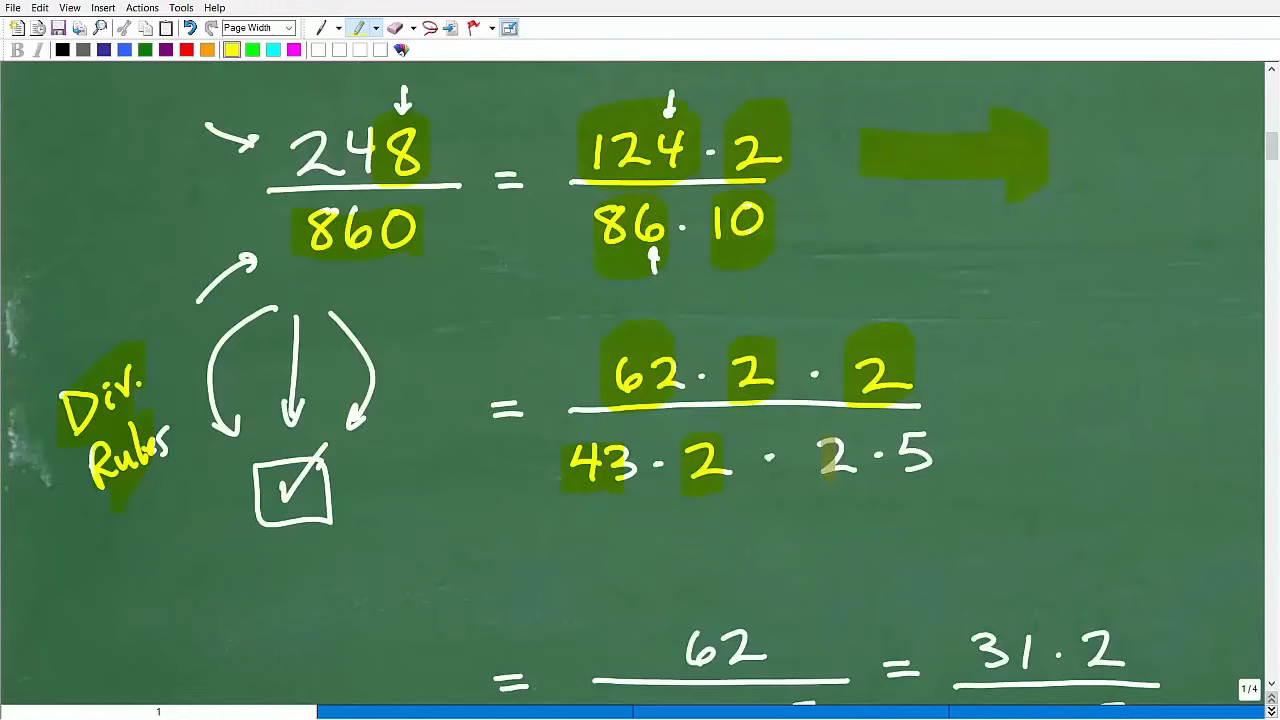 File Edit View Insert Actions Tools Help
Page Width
B I
248 / 860 = 124 · 2 / 86 · 10
= 62 · 2 · 2 / 43 · 2 · 2 · 5
Div.
Rules
= 62 = 31 · 2
1/4
1